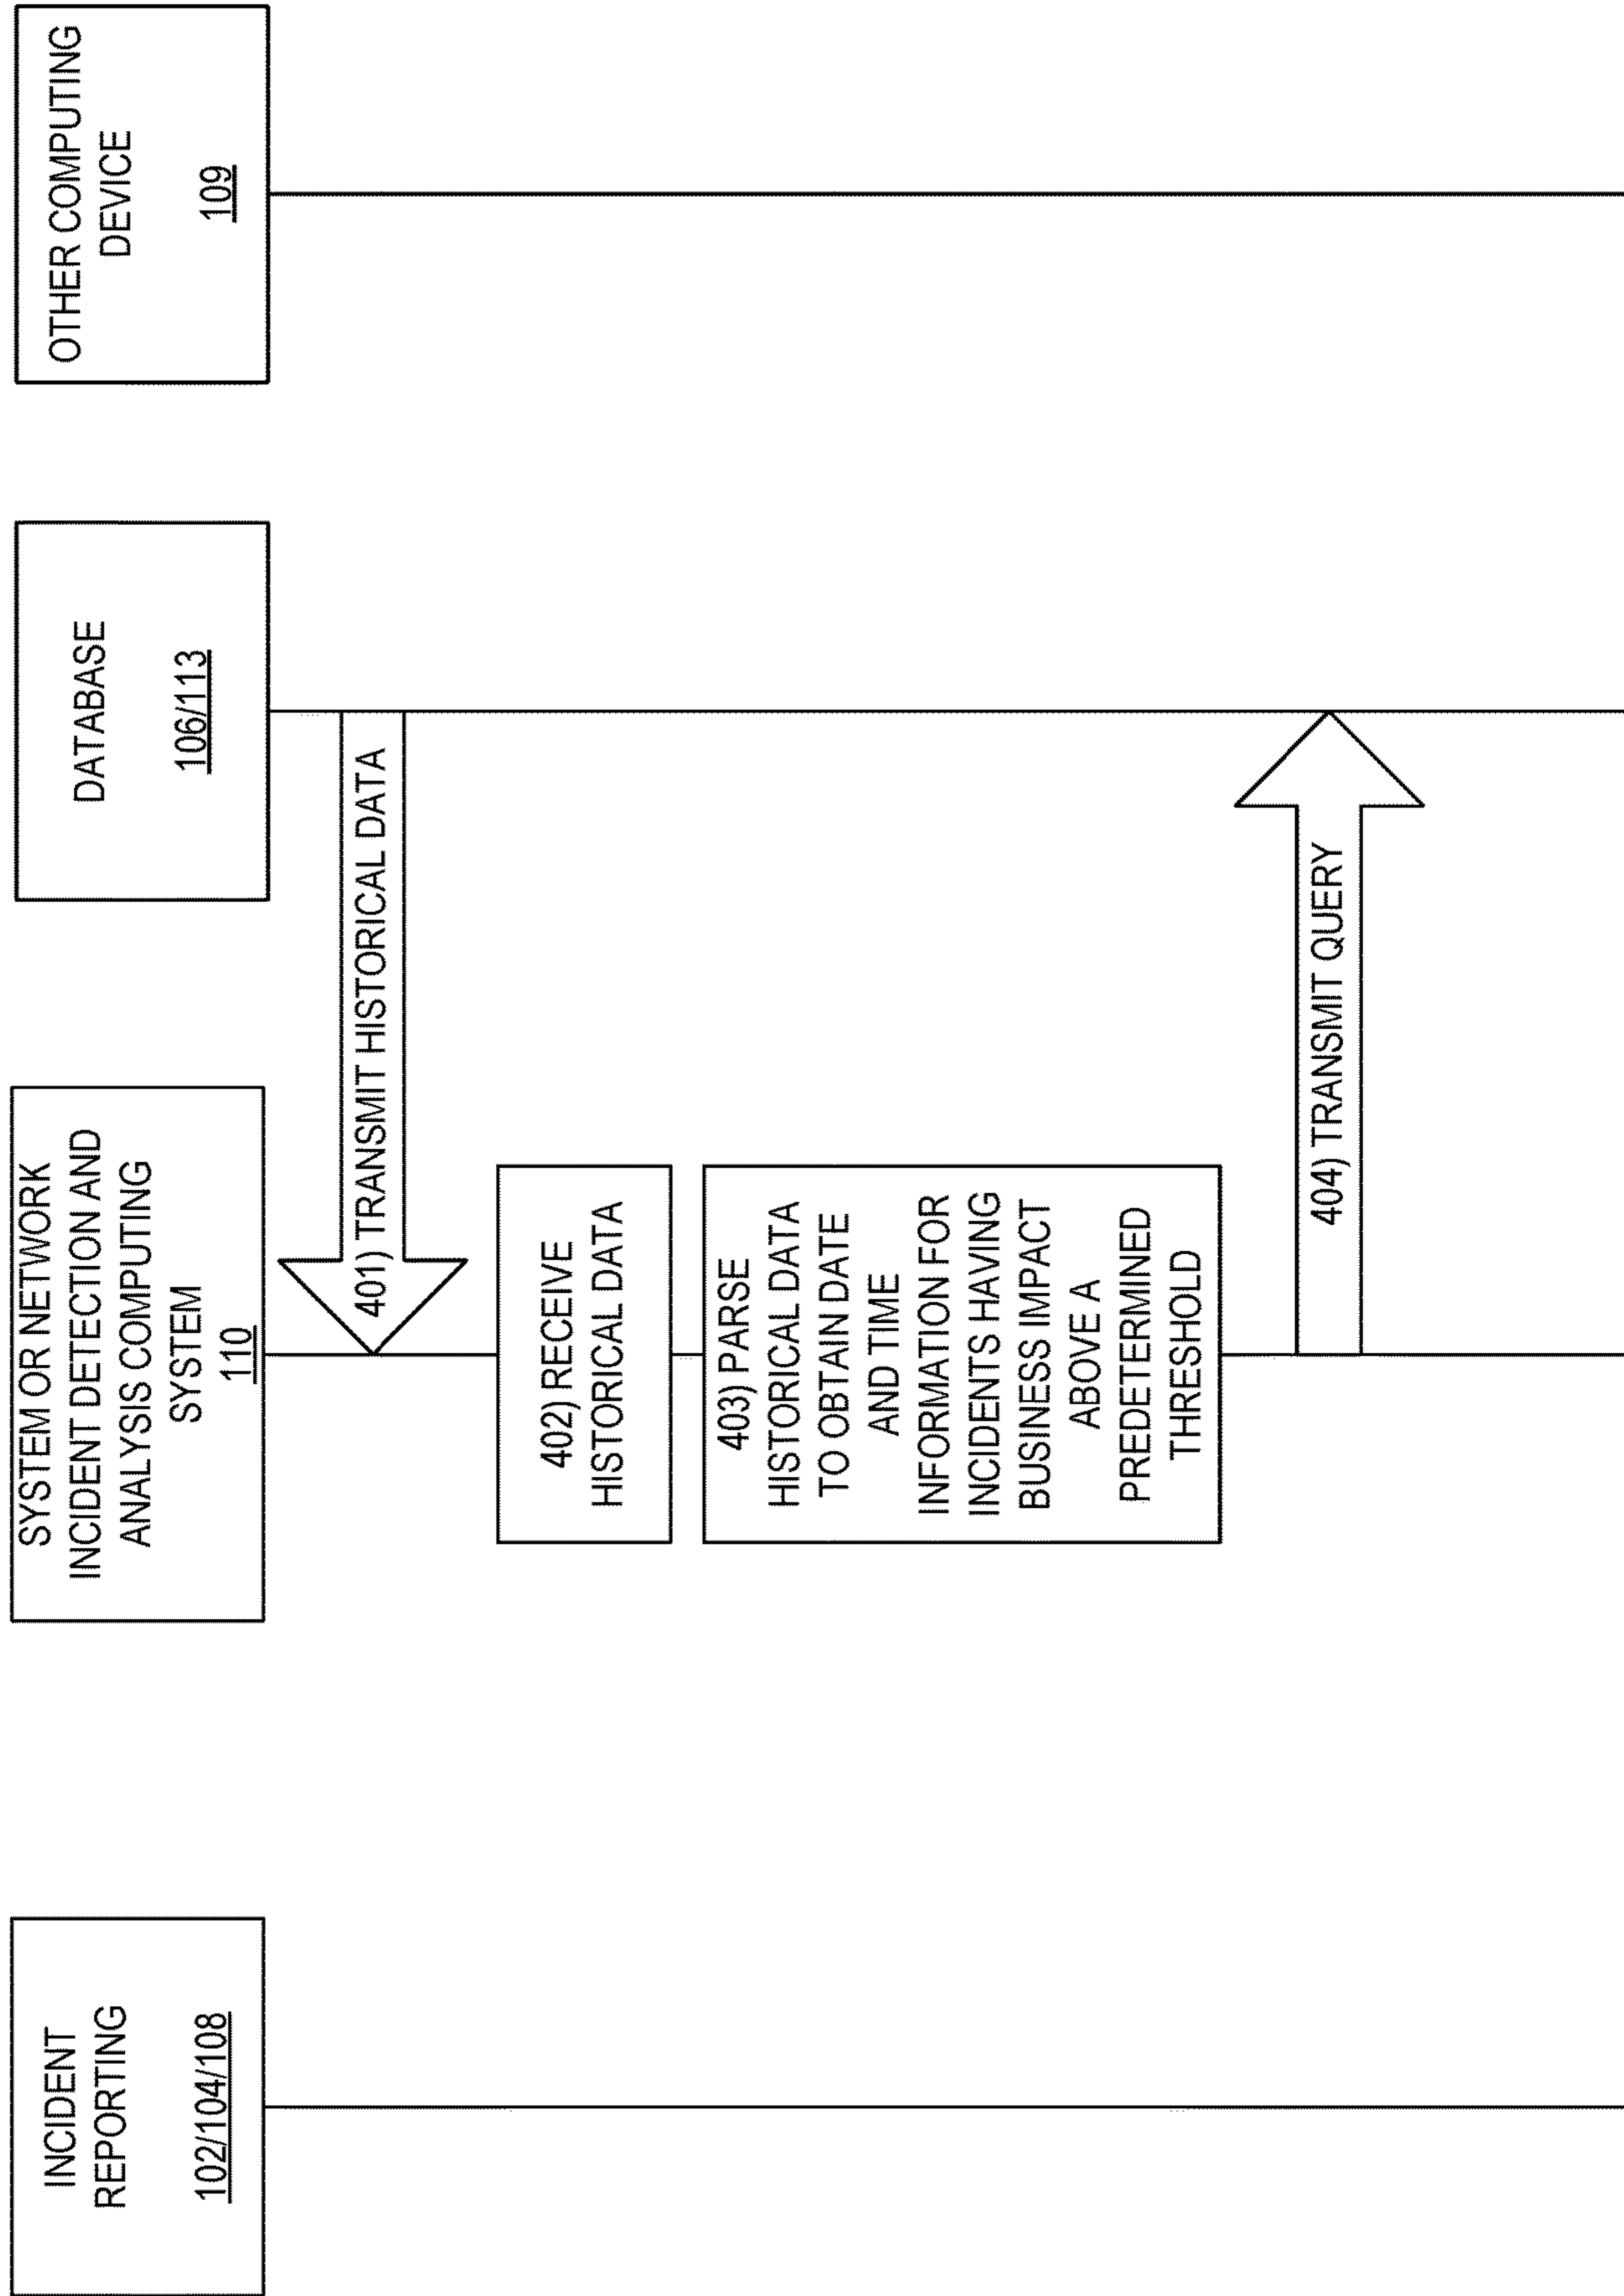 INCIDENT
REPORTING
102/104/108
SYSTEM OR NETWORK
INCIDENT DETECTION AND
ANALYSIS COMPUTING
SYSTEM
110
DATABASE
106/113
OTHER COMPUTING
DEVICE
109
401) TRANSMIT HISTORICAL DATA
402) RECEIVE
HISTORICAL DATA
403) PARSE
HISTORICAL DATA
TO OBTAIN DATE
AND TIME
INFORMATION FOR
INCIDENTS HAVING
BUSINESS IMPACT
ABOVE A
PREDETERMINED
THRESHOLD
404) TRANSMIT QUERY